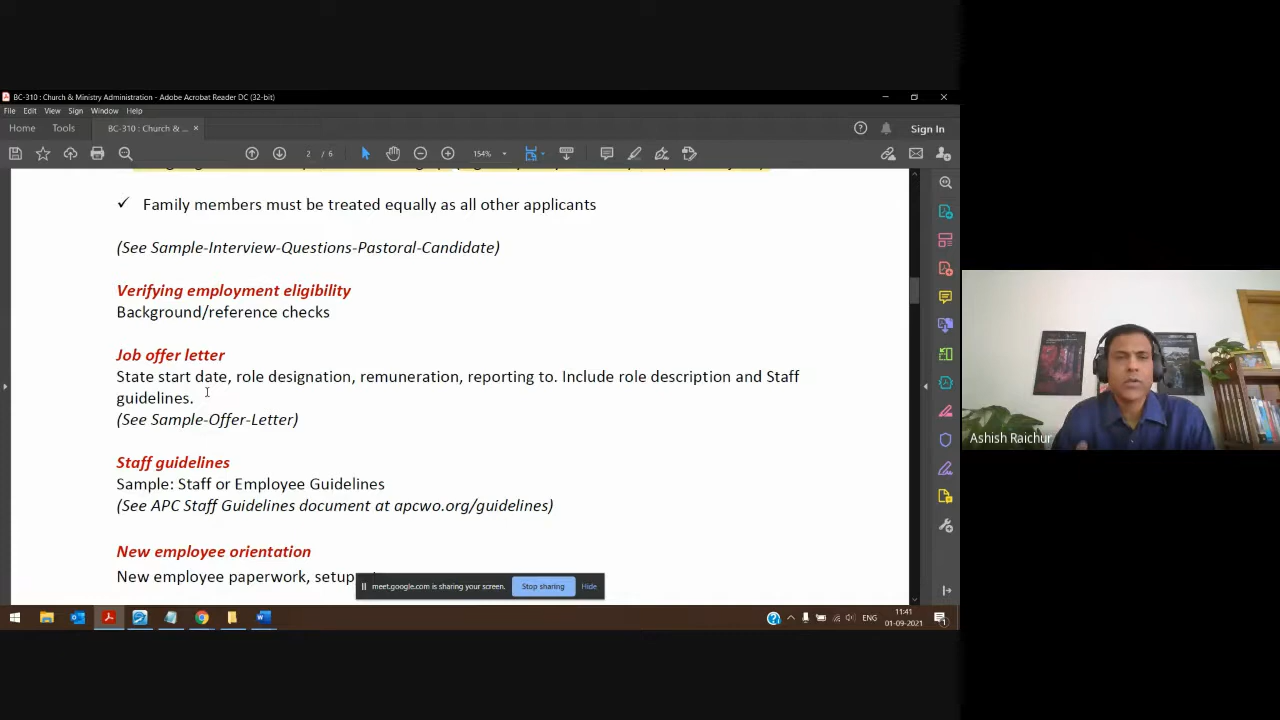 BC-310 : Church & Ministry Administration - Adobe Acrobat Reader DC (32-bit)
File Edit View Sign Window Help
Home Tools BC-310 : Church & ... × Sign In
2 / 6 154%
✓ Family members must be treated equally as all other applicants
(See Sample-Interview-Questions-Pastoral-Candidate)
Verifying employment eligibility
Background/reference checks
Job offer letter
State start date, role designation, remuneration, reporting to. Include role description and Staff
guidelines.
(See Sample-Offer-Letter)
Staff guidelines
Sample: Staff or Employee Guidelines
(See APC Staff Guidelines document at apcwo.org/guidelines)
New employee orientation
New employee paperwork, setup
meet.google.com is sharing your screen. Stop sharing Hide
Ashish Raichur
ENG
11:41
01-09-2021